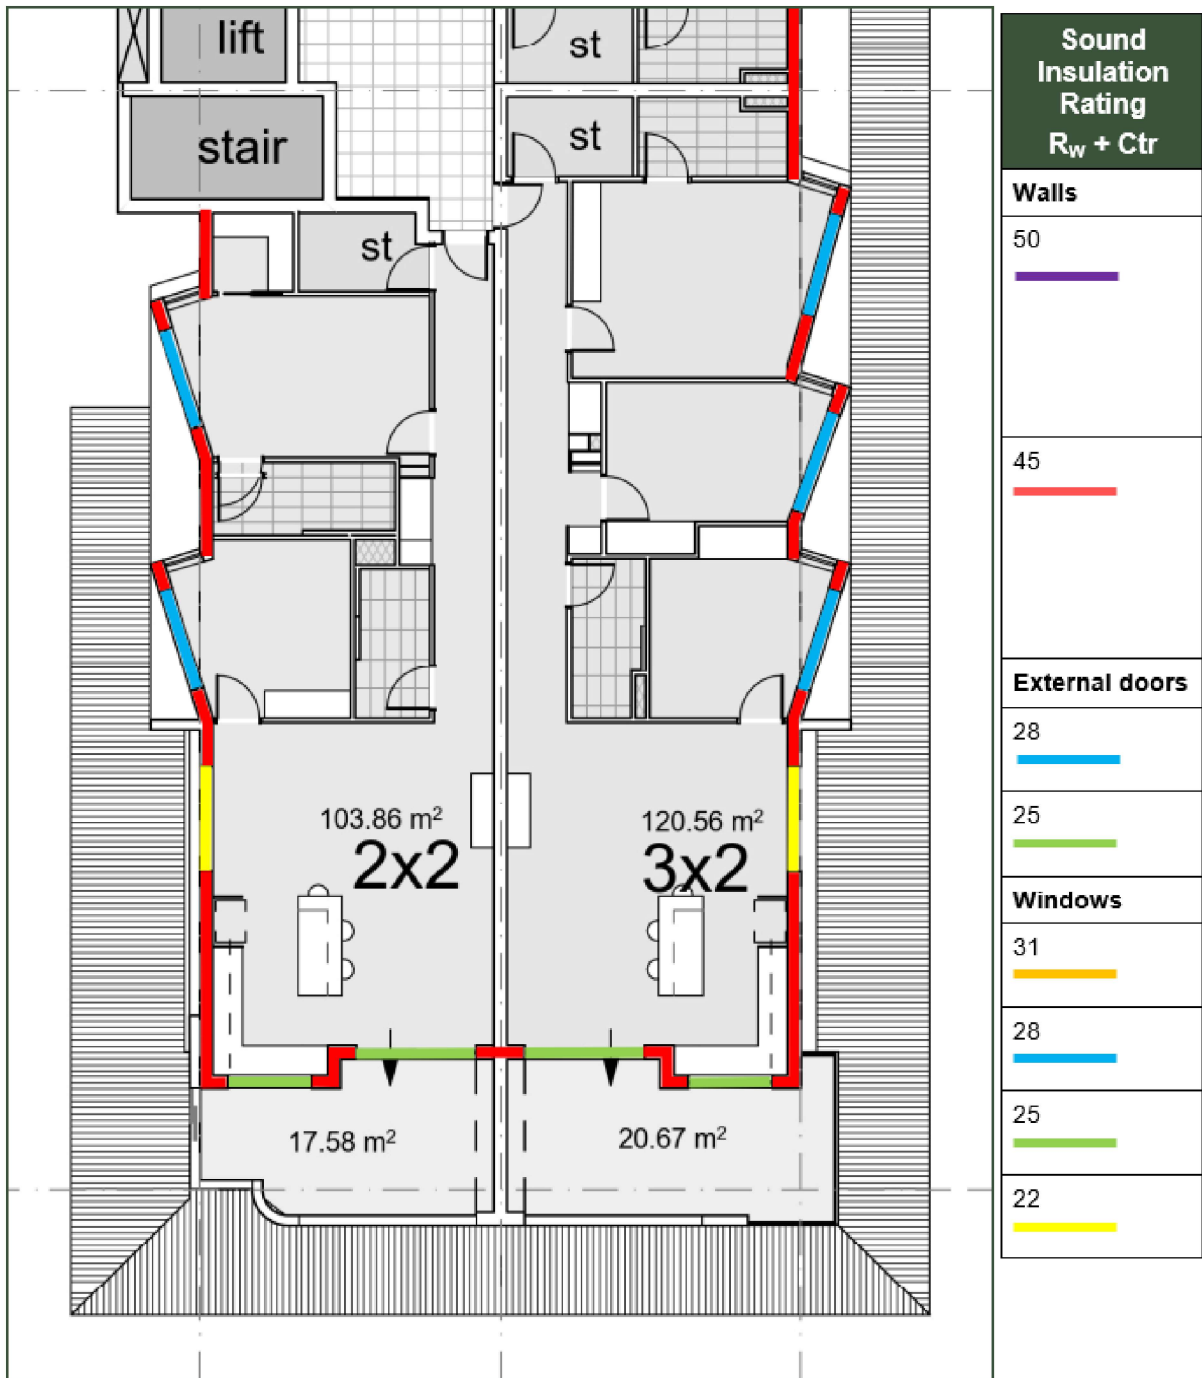 lift
st
stair
st
st
103.86 m²
2x2
120.56 m²
3x2
17.58 m²
20.67 m²
Sound
Insulation
Rating
Rw + Ctr
Walls
50
45
External doors
28
25
Windows
31
28
25
22